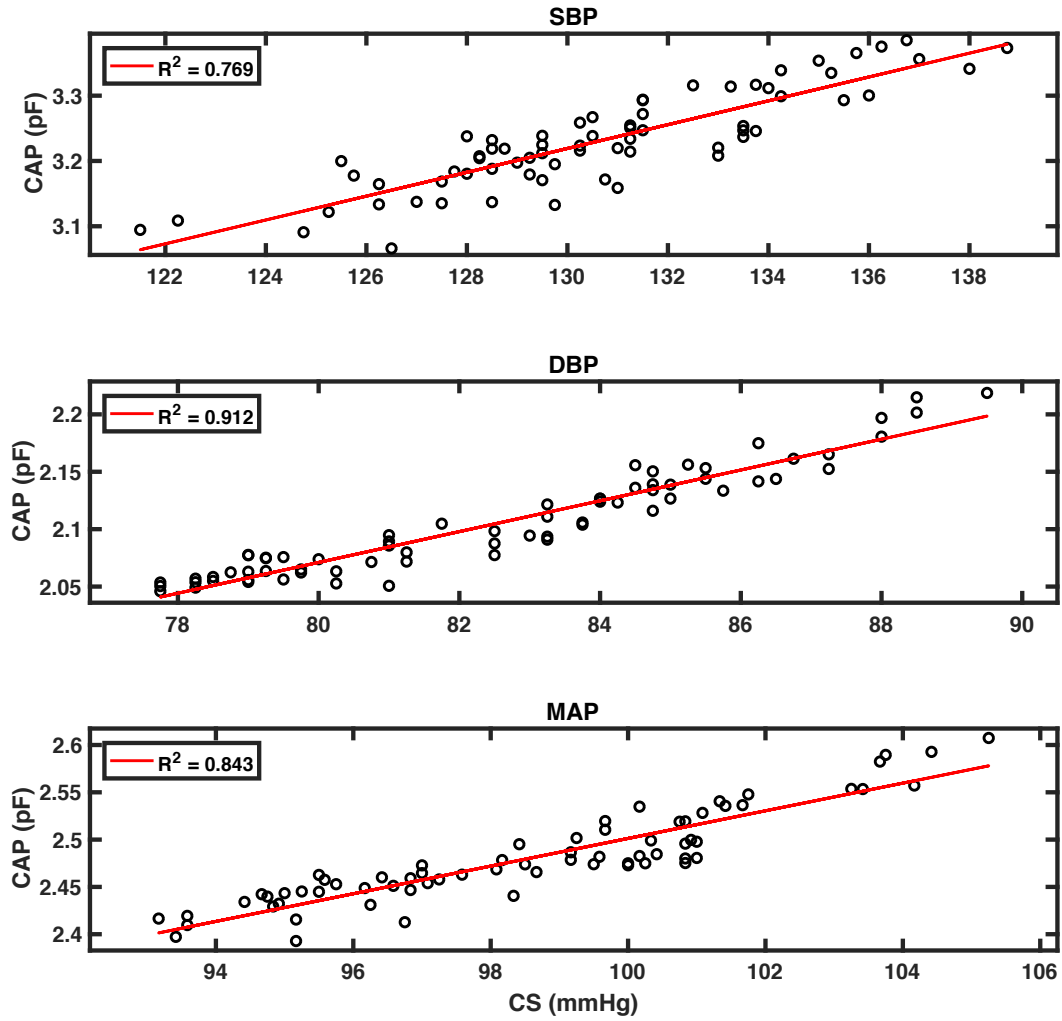 SBP
R² = 0.769
CAP (pF)
3.3
3.2
3.1
122 124 126 128 130 132 134 136 138
DBP
R² = 0.912
CAP (pF)
2.2
2.15
2.1
2.05
78 80 82 84 86 88 90
MAP
R² = 0.843
CAP (pF)
2.6
2.55
2.5
2.45
2.4
94 96 98 100 102 104 106
CS (mmHg)